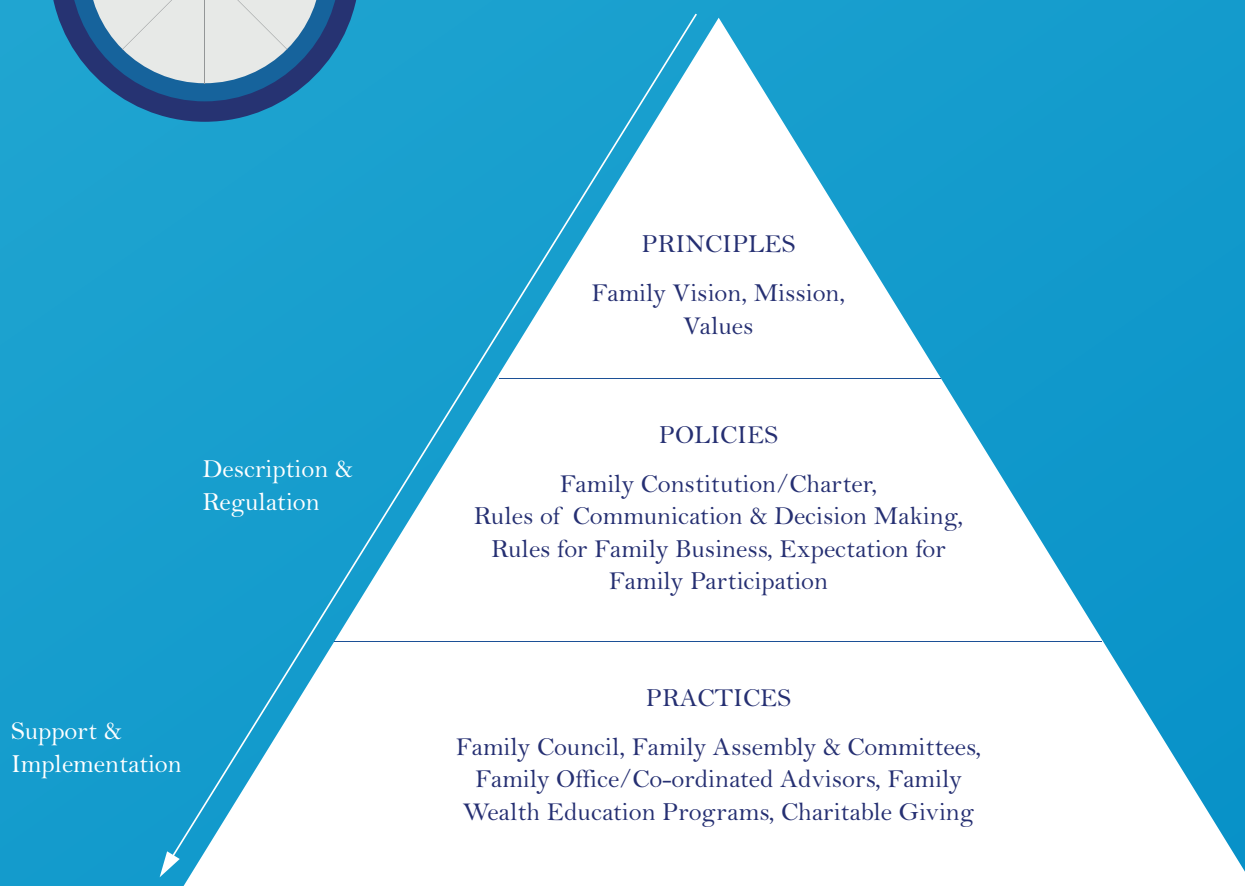 PRINCIPLES
Family Vision, Mission,
Values
POLICIES
Description &
Regulation
Family Constitution/Charter,
Rules of Communication & Decision Making,
Rules for Family Business, Expectation for
Family Participation
PRACTICES
Support &
Implementation
Family Council, Family Assembly & Committees,
Family Office/Co-ordinated Advisors, Family
Wealth Education Programs, Charitable Giving